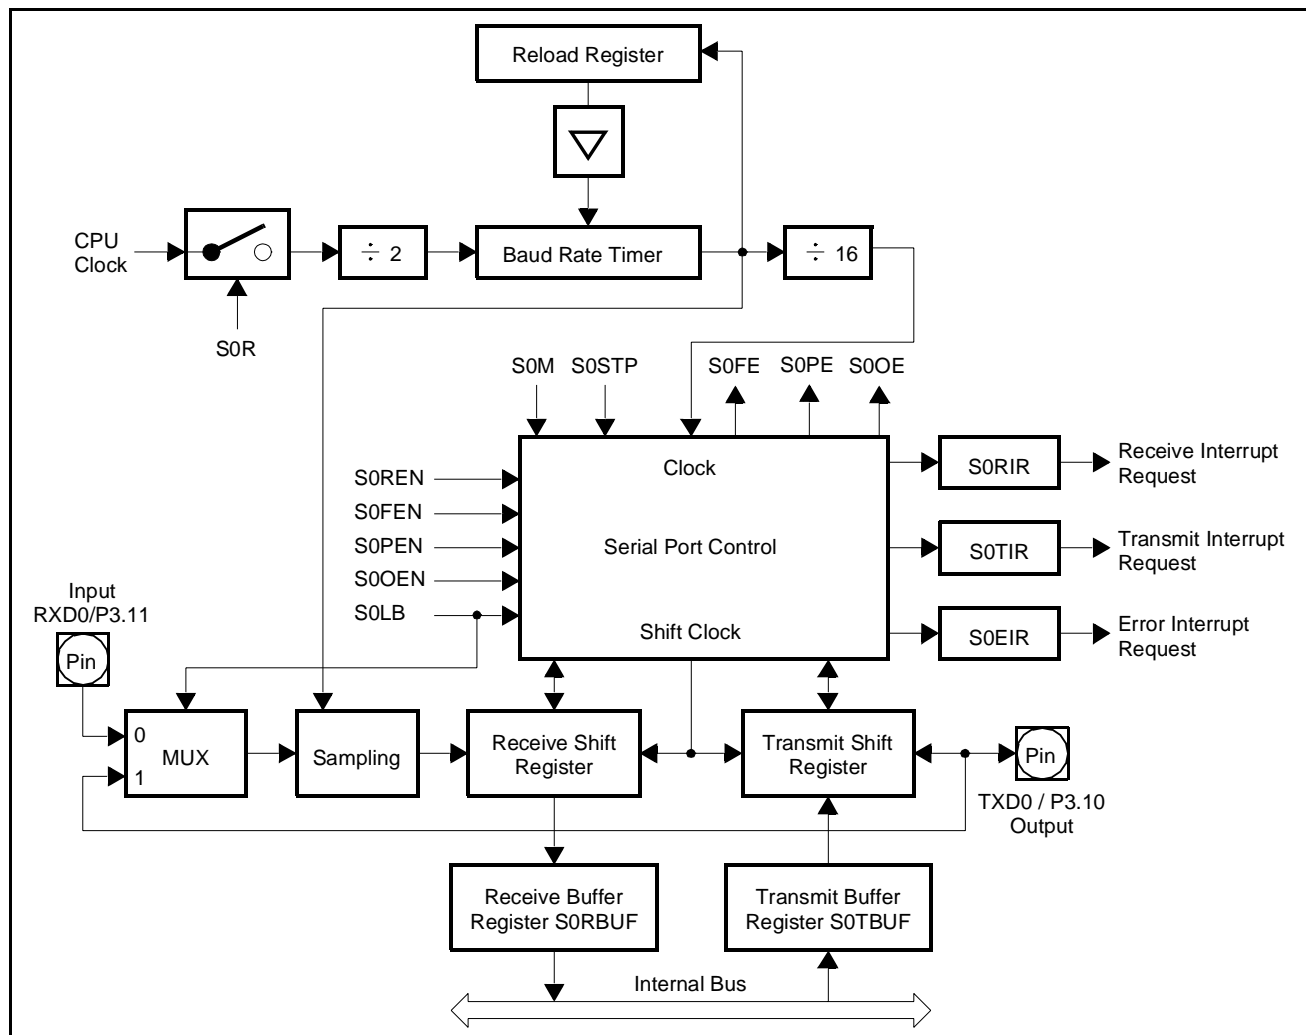 Reload Register
CPU
Clock
÷ 2
Baud Rate Timer
÷ 16
S0R
S0M
S0STP
S0FE
S0PE
S0OE
Clock
S0RIR
Receive Interrupt
Request
S0REN
S0FEN
S0PEN
S0OEN
S0LB
Serial Port Control
S0TIR
Transmit Interrupt
Request
Shift Clock
S0EIR
Error Interrupt
Request
Input
RXD0/P3.11
Pin
0
MUX
1
Sampling
Receive Shift
Register
Transmit Shift
Register
Pin
TXD0 / P3.10
Output
Receive Buffer
Register S0RBUF
Transmit Buffer
Register S0TBUF
Internal Bus